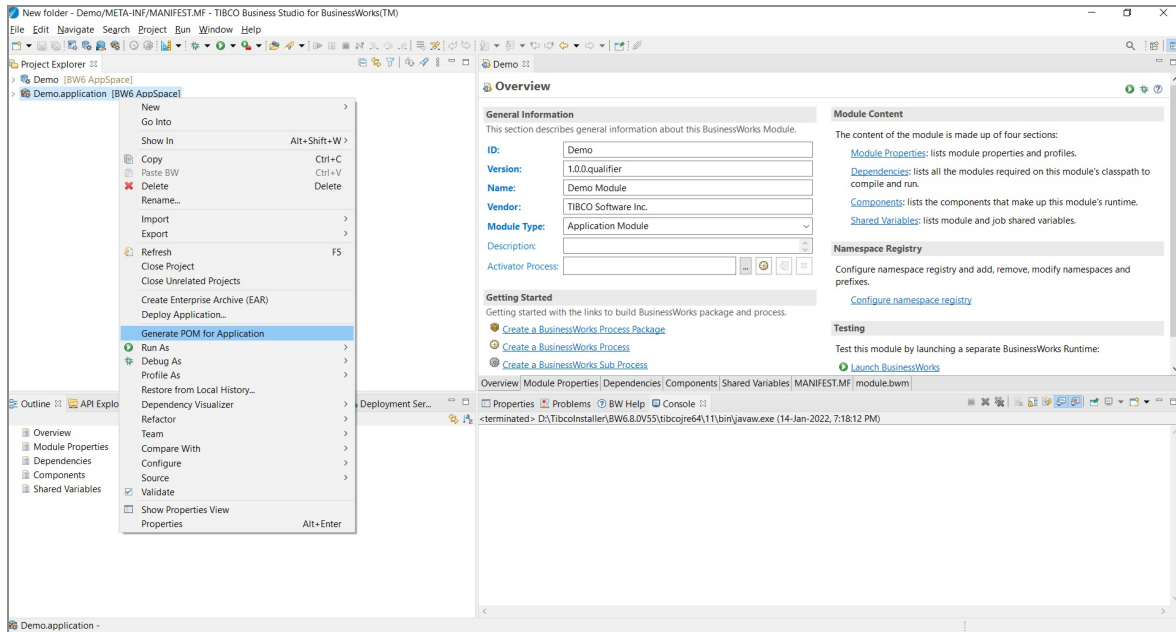 New folder - Demo/META-INF/MANIFEST.MF - TIBCO Business Studio for BusinessWorks(TM)
File Edit Navigate Search Project Run Window Help
Project Explorer
Demo [BW6 AppSpace]
Demo.application [BW6 AppSpace]
New
Go Into
Show In Alt+Shift+W
Copy Ctrl+C
Paste BW Ctrl+V
Delete Delete
Rename...
Import
Export
Refresh F5
Close Project
Close Unrelated Projects
Create Enterprise Archive (EAR)
Deploy Application...
Generate POM for Application
Run As
Debug As
Profile As
Restore from Local History...
Dependency Visualizer
Refactor
Team
Compare With
Configure
Source
Validate
Show Properties View
Properties Alt+Enter
Demo
Overview
General Information
This section describes general information about this BusinessWorks Module.
ID: Demo
Version: 1.0.0.qualifier
Name: Demo Module
Vendor: TIBCO Software Inc.
Module Type: Application Module
Description:
Activator Process: ...
Getting Started
Getting started with the links to build BusinessWorks package and process.
Create a BusinessWorks Process Package
Create a BusinessWorks Process
Create a BusinessWorks Sub Process
Module Content
The content of the module is made up of four sections:
Module Properties: lists module properties and profiles.
Dependencies: lists all the modules required on this module's classpath to
compile and run.
Components: lists the components that make up this module's runtime.
Shared Variables: lists module and job shared variables.
Namespace Registry
Configure namespace registry and add, remove, modify namespaces and
prefixes.
Configure namespace registry
Testing
Test this module by launching a separate BusinessWorks Runtime:
Launch BusinessWorks
Overview Module Properties Dependencies Components Shared Variables MANIFEST.MF module.bwm
Outline API Explo Deployment Ser...
Overview
Module Properties
Dependencies
Components
Shared Variables
Properties Problems BW Help Console
<terminated> D:\TibcoInstaller\BW6.8.0V55\tibcojre64\11\bin\javaw.exe (14-Jan-2022, 7:18:12 PM)
Demo.application -